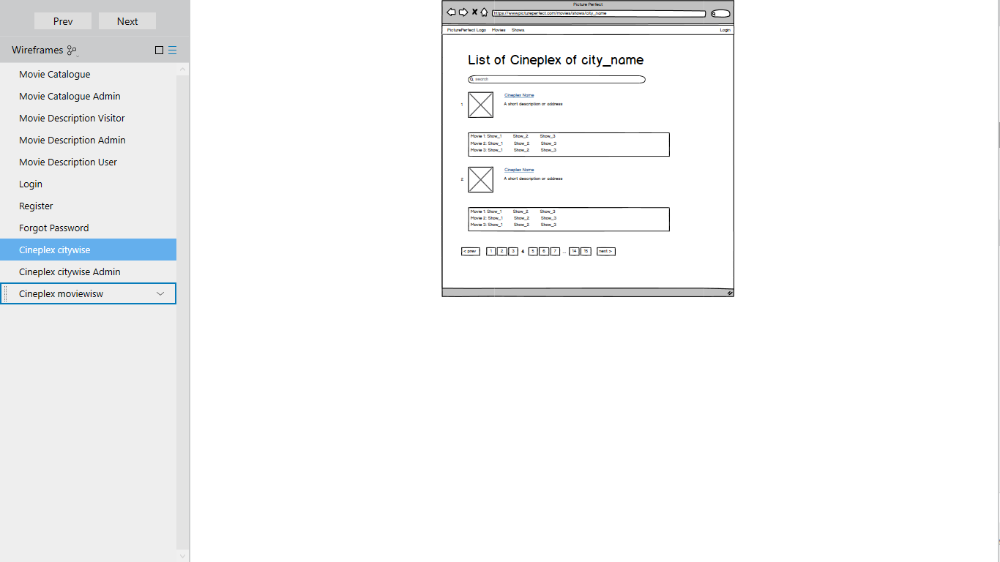 Prev Next
Wireframes
Movie Catalogue
Movie Catalogue Admin
Movie Description Visitor
Movie Description Admin
Movie Description User
Login
Register
Forgot Password
Cineplex citywise
Cineplex citywise Admin
Cineplex moviewisw
Picture Perfect
https://www.pictureperfect.com/movies/shows/city_name
PicturePerfect Logo Movies Shows Login
List of Cineplex of city_name
search
1 Cineplex Name
A short description or address
Movie 1: Show_1 Show_2 Show_3
Movie 2: Show_1 Show_2 Show_3
Movie 3: Show_1 Show_2 Show_3
2 Cineplex Name
A short description or address
Movie 1: Show_1 Show_2 Show_3
Movie 2: Show_1 Show_2 Show_3
Movie 3: Show_1 Show_2 Show_3
< prev 1 2 3 4 5 6 7 ... 14 15 next >